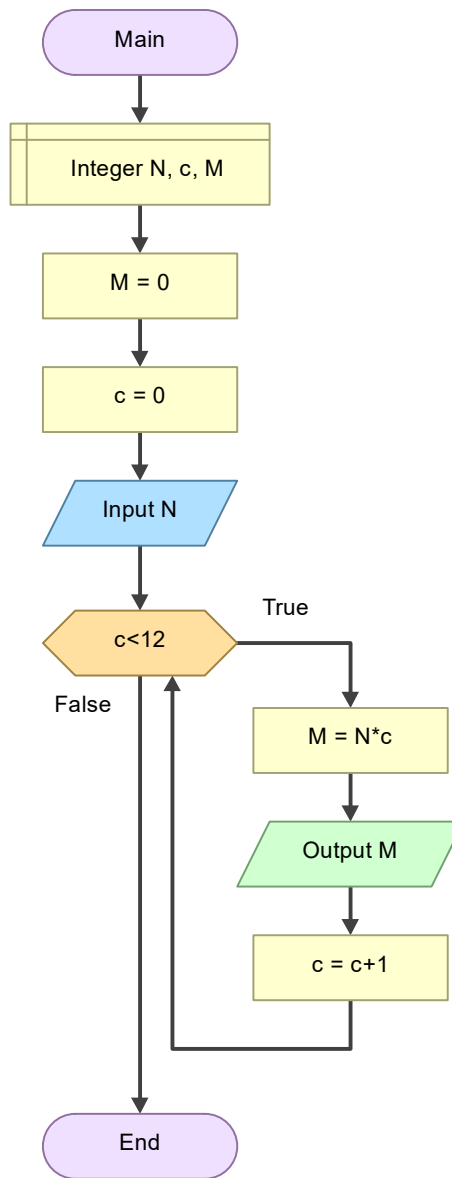 Main
Integer N, c, M
M = 0
c = 0
Input N
c<12
True
False
M = N*c
Output M
c = c+1
End